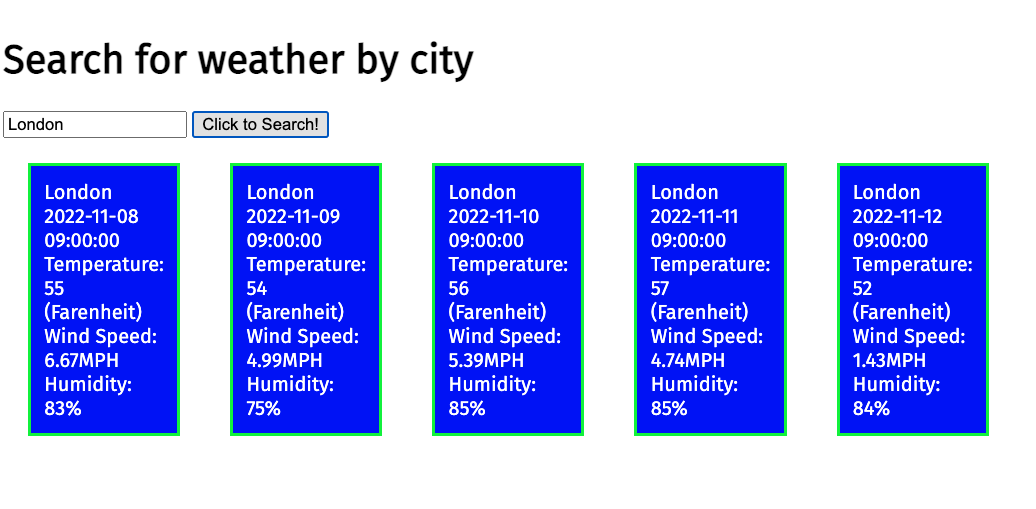 Search for weather by city
London
Click to Search!
London
2022-11-08
09:00:00
Temperature:
55
(Farenheit)
Wind Speed:
6.67MPH
Humidity:
83%
London
2022-11-09
09:00:00
Temperature:
54
(Farenheit)
Wind Speed:
4.99MPH
Humidity:
75%
London
2022-11-10
09:00:00
Temperature:
56
(Farenheit)
Wind Speed:
5.39MPH
Humidity:
85%
London
2022-11-11
09:00:00
Temperature:
57
(Farenheit)
Wind Speed:
4.74MPH
Humidity:
85%
London
2022-11-12
09:00:00
Temperature:
52
(Farenheit)
Wind Speed:
1.43MPH
Humidity:
84%